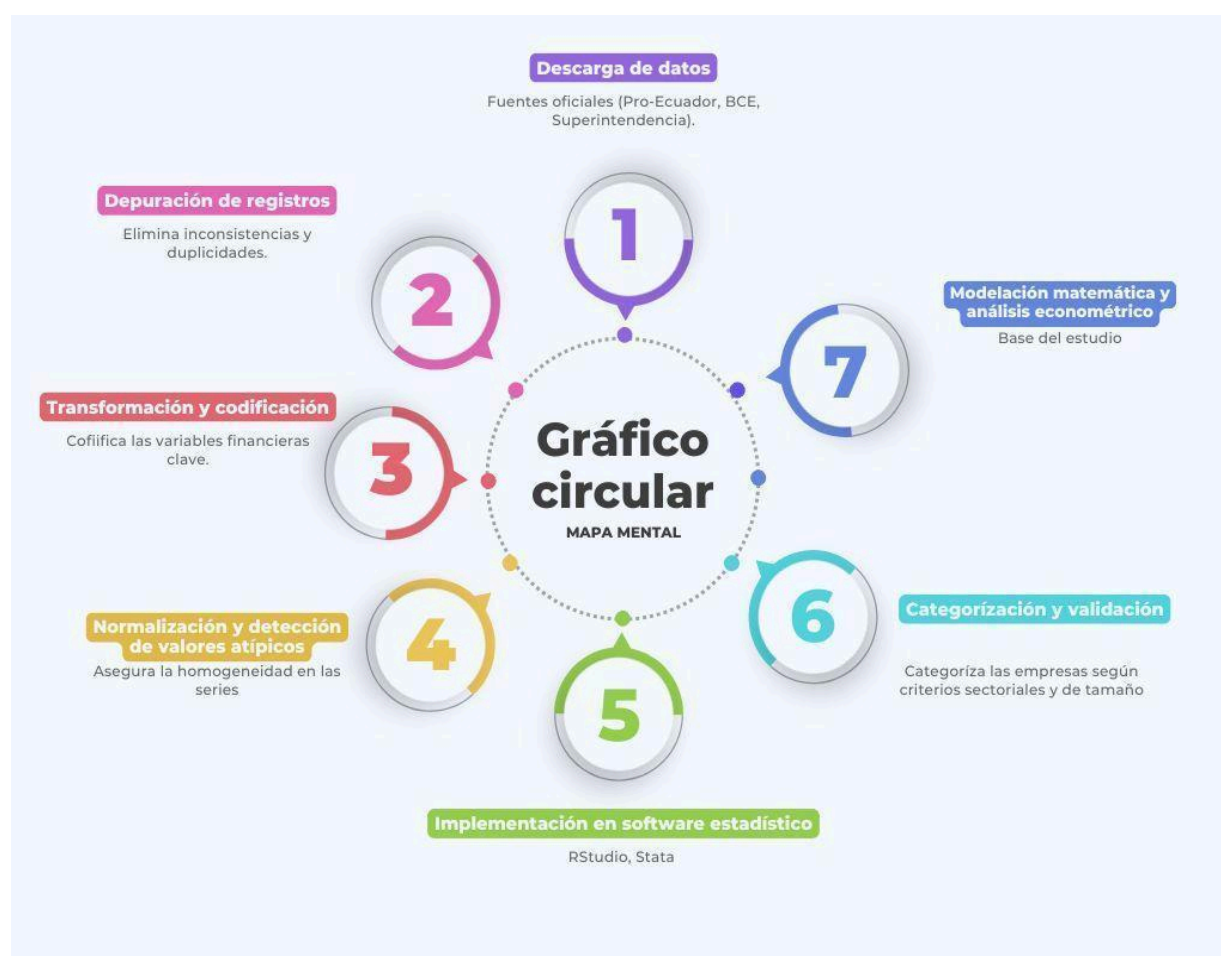 Descarga de datos
Fuentes oficiales (Pro-Ecuador, BCE,
Superintendencia).
1
Depuración de registros
Elimina inconsistencias y
duplicidades.
2
Transformación y codificación
Cofiifica las variables financieras
clave.
3
Normalización y detección
de valores atípicos
Asegura la homogeneidad en las
series
4
Implementación en software estadístico
RStudio, Stata
5
Categorízación y validación
Categoríza las empresas según
criterios sectoriales y de tamaño
6
Modelación matemática y
análisis econométrico
Base del estudio
7
Gráfico
circular
MAPA MENTAL